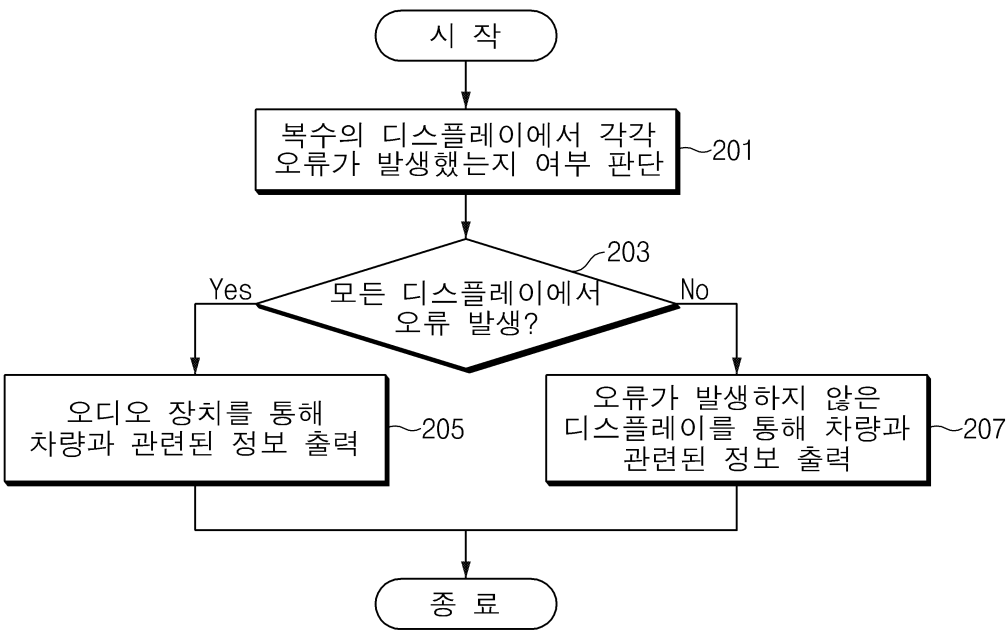 시 작
복수의 디스플레이에서 각각
오류가 발생했는지 여부 판단
201
203
모든 디스플레이에서
오류 발생?
Yes
No
오디오 장치를 통해
차량과 관련된 정보 출력
205
오류가 발생하지 않은
디스플레이를 통해 차량과
관련된 정보 출력
207
종 료